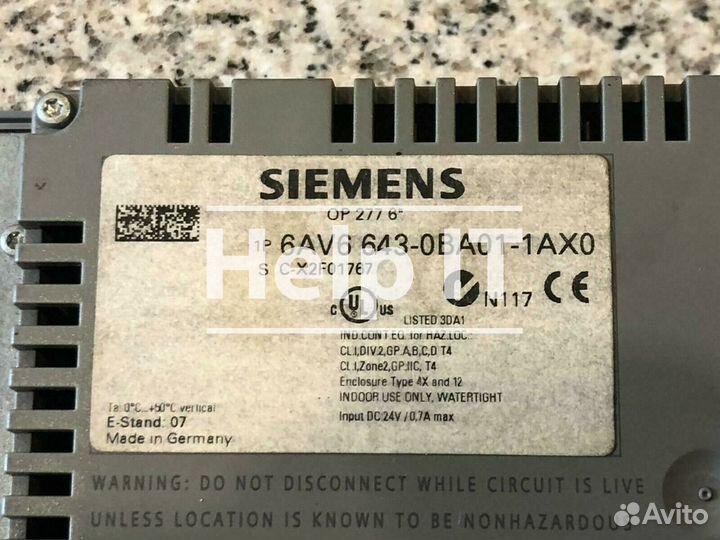 SIEMENS
OP 277 6"
1P 6AV6 643-0BA01-1AX0
S C-X2F01767
Help IT
C UL US
N117 CE
LISTED 3DA1
IND.CONT.EQ. for HAZ.LOC.:
CL.I,DIV.2,GP.A,B,C,D T4
CL.I,Zone2,GP.IIC, T4
Enclosure Type 4X and 12
INDOOR USE ONLY, WATERTIGHT
Input DC 24V / 0,7A max
Ta: 0°C...+50°C vertical
E-Stand: 07
Made in Germany
WARNING: DO NOT DISCONNECT WHILE CIRCUIT IS LIVE
UNLESS LOCATION IS KNOWN TO BE NONHAZARDOUS
Avito